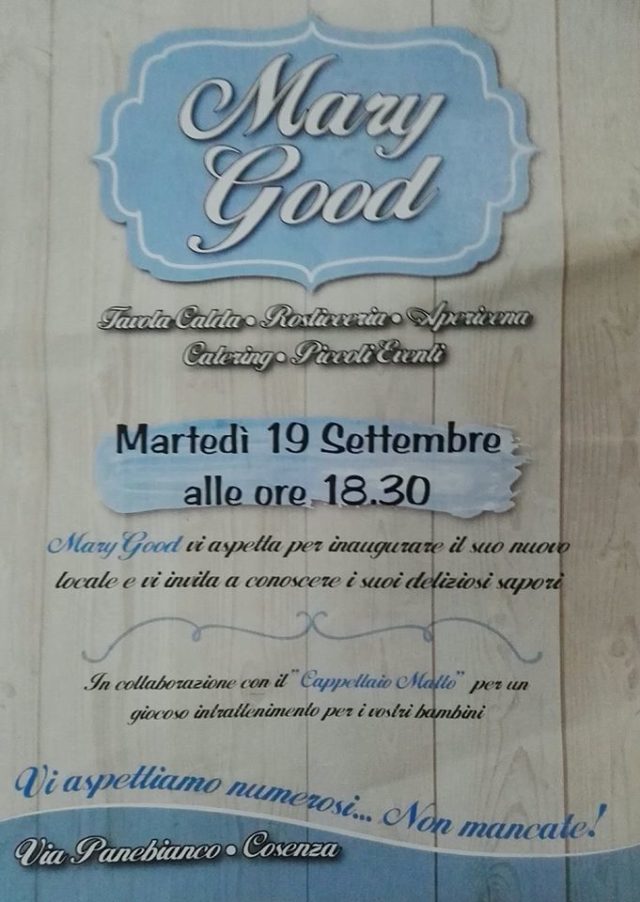 Mary
Good
Tavola Calda • Rosticceria • Apericena
Catering • Piccoli Eventi
Martedì 19 Settembre
alle ore 18.30
Mary Good vi aspetta per inaugurare il suo nuovo
locale e vi invita a conoscere i suoi deliziosi sapori
In collaborazione con il "Cappellaio Matto" per un
giocoso intrattenimento per i vostri bambini
Vi aspettiamo numerosi... Non mancate!
Via Panebianco • Cosenza